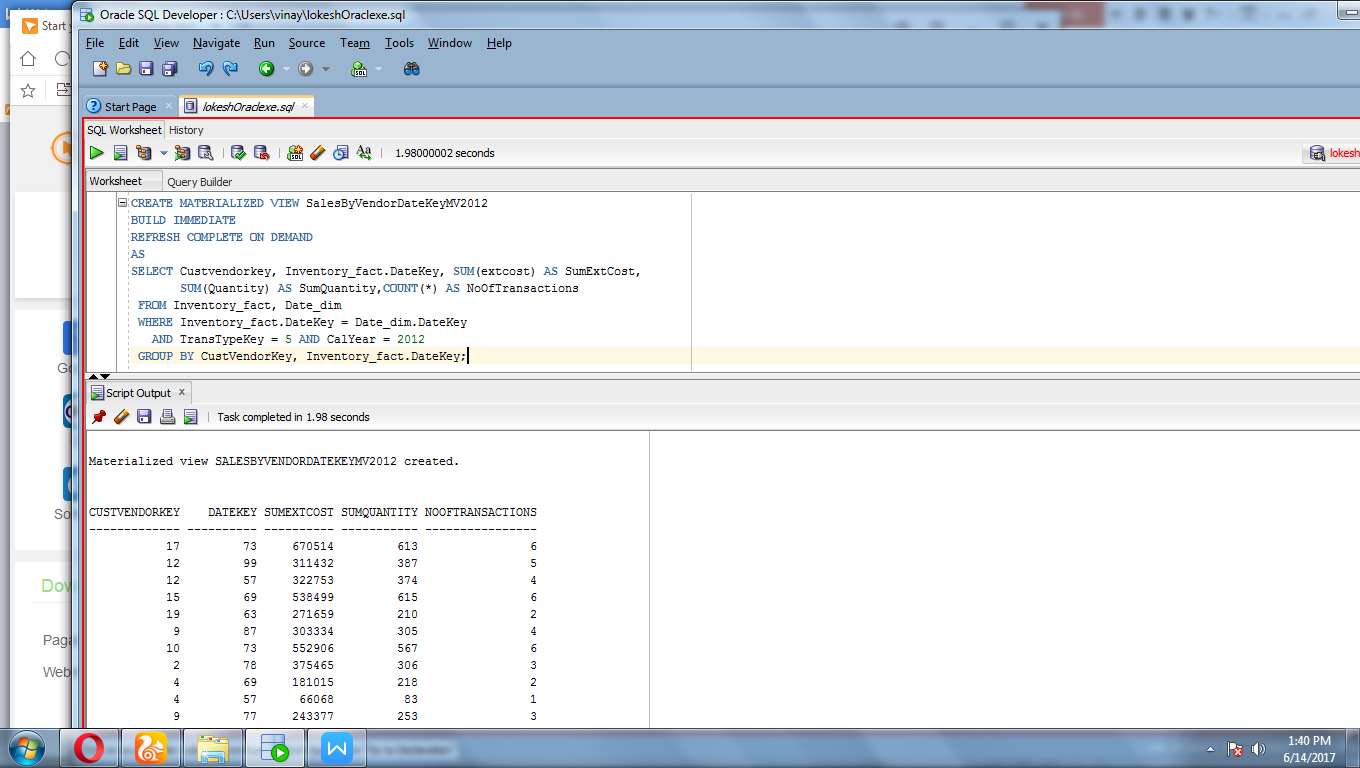 Oracle SQL Developer : C:\Users\vinay\lokeshOraclexe.sql
Start
File Edit View Navigate Run Source Team Tools Window Help
Start Page
lokeshOraclexe.sql
SQL Worksheet History
1.98000002 seconds
lokesh
Worksheet Query Builder
CREATE MATERIALIZED VIEW SalesByVendorDateKeyMV2012
BUILD IMMEDIATE
REFRESH COMPLETE ON DEMAND
AS
SELECT Custvendorkey, Inventory_fact.DateKey, SUM(extcost) AS SumExtCost,
SUM(Quantity) AS SumQuantity,COUNT(*) AS NoOfTransactions
FROM Inventory_fact, Date_dim
WHERE Inventory_fact.DateKey = Date_dim.DateKey
AND TransTypeKey = 5 AND CalYear = 2012
GROUP BY CustVendorKey, Inventory_fact.DateKey;
Script Output x
Task completed in 1.98 seconds
Materialized view SALESBYVENDORDATEKEYMV2012 created.
CUSTVENDORKEY DATEKEY SUMEXTCOST SUMQUANTITY NOOFTRANSACTIONS
------------- ---------- ---------- ----------- ----------------
17 73 670514 613 6
12 99 311432 387 5
12 57 322753 374 4
15 69 538499 615 6
19 63 271659 210 2
9 87 303334 305 4
10 73 552906 567 6
2 78 375465 306 3
4 69 181015 218 2
4 57 66068 83 1
9 77 243377 253 3
Go
So
Dow
Paga
Web
1:40 PM
6/14/2017